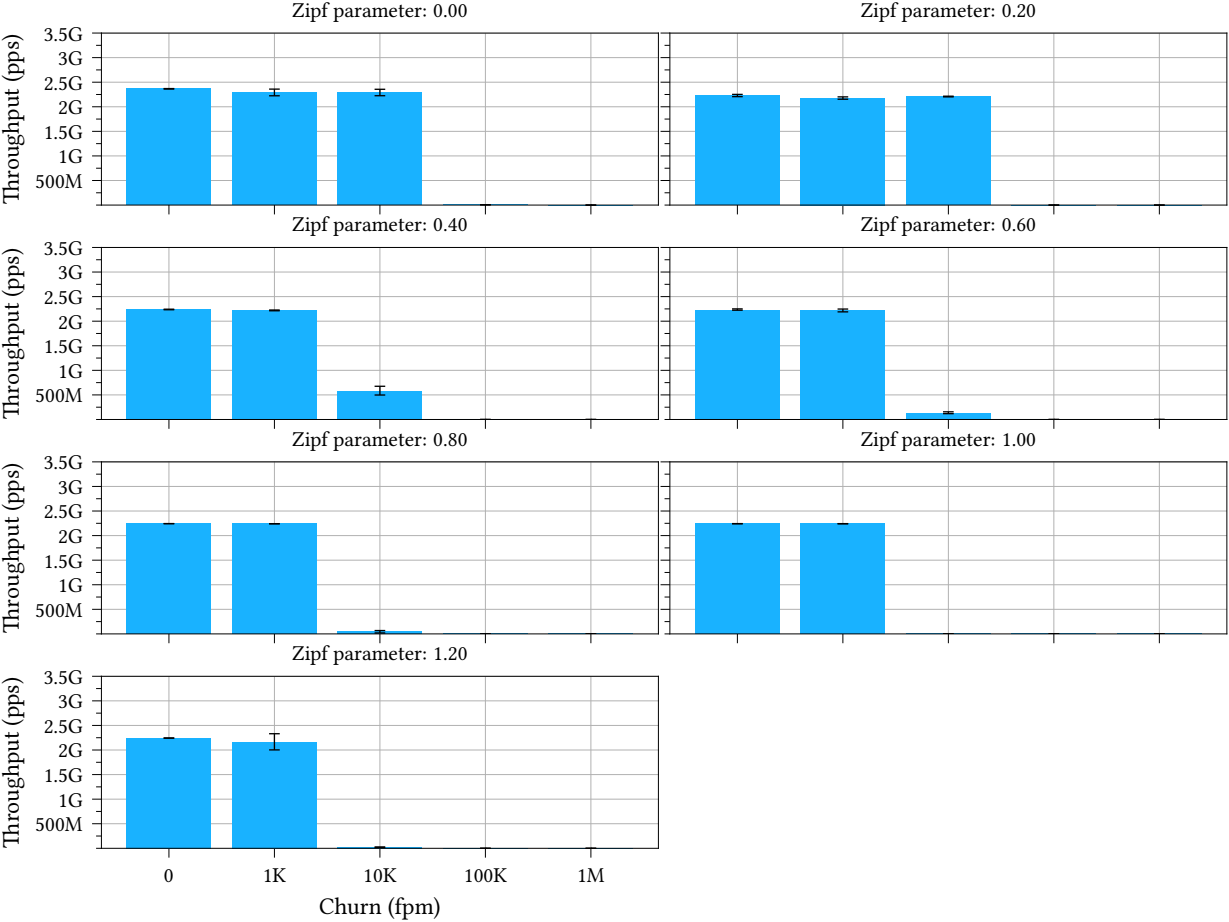 Zipf parameter: 0.00
Zipf parameter: 0.20
Throughput (pps)
3.5G
3G
2.5G
2G
1.5G
1G
500M
Zipf parameter: 0.40
Zipf parameter: 0.60
Throughput (pps)
3.5G
3G
2.5G
2G
1.5G
1G
500M
Zipf parameter: 0.80
Zipf parameter: 1.00
Throughput (pps)
3.5G
3G
2.5G
2G
1.5G
1G
500M
Zipf parameter: 1.20
Throughput (pps)
3.5G
3G
2.5G
2G
1.5G
1G
500M
0 1K 10K 100K 1M
Churn (fpm)